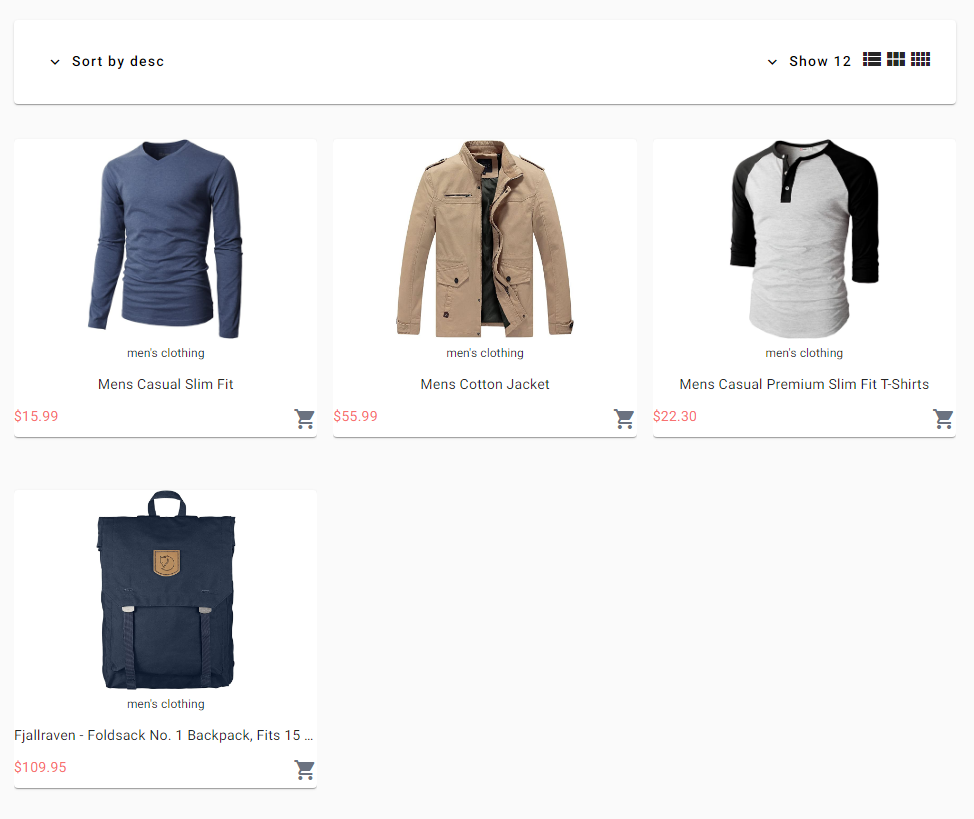 Sort by desc
Show 12
men's clothing
men's clothing
men's clothing
Mens Casual Slim Fit
Mens Cotton Jacket
Mens Casual Premium Slim Fit T-Shirts
$15.99
$55.99
$22.30
men's clothing
Fjallraven - Foldsack No. 1 Backpack, Fits 15 ...
$109.95